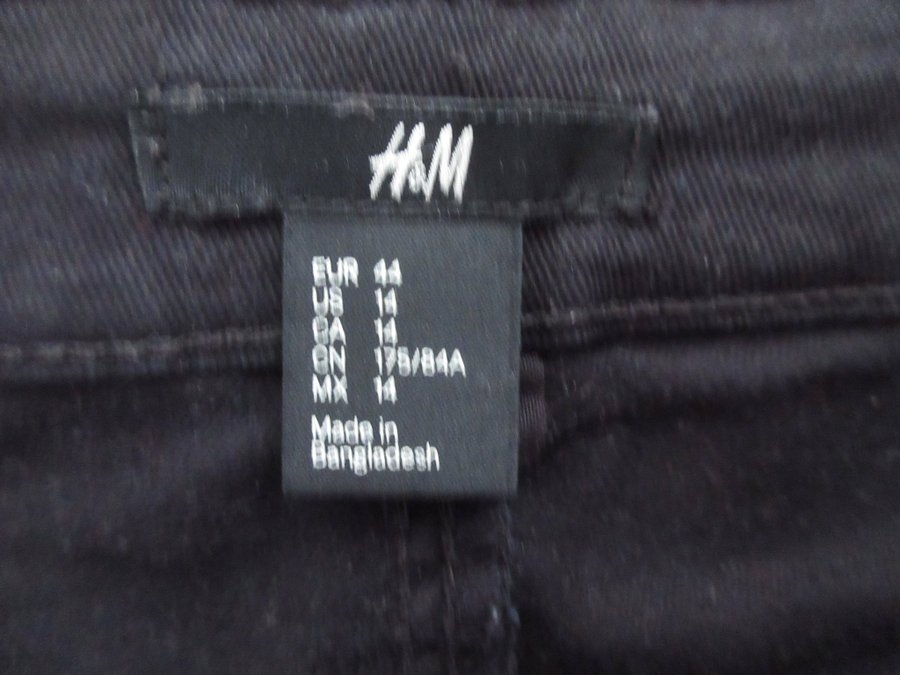 H&M
EUR 44
US 14
CA 14
CN 175/84A
MX 14
Made in
Bangladesh